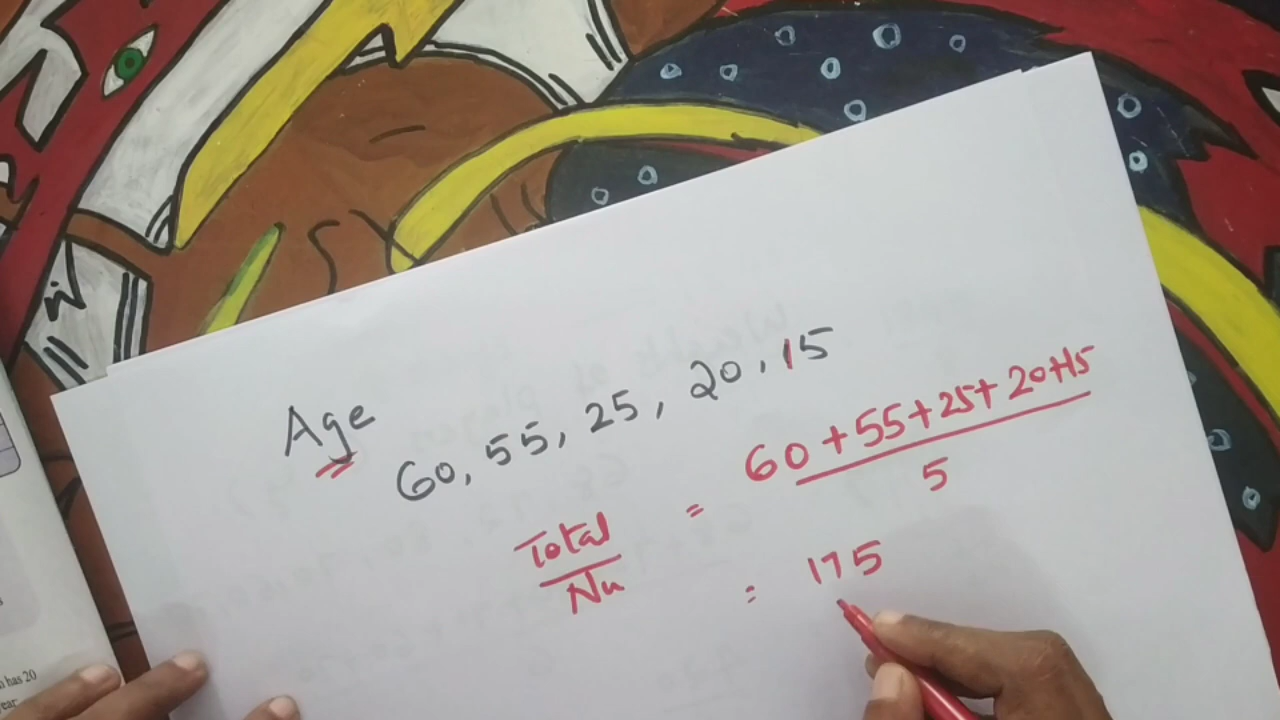 Age
60, 55, 25, 20, 15
Total/Nu = 60+55+25+20+15/5
= 175
has 20